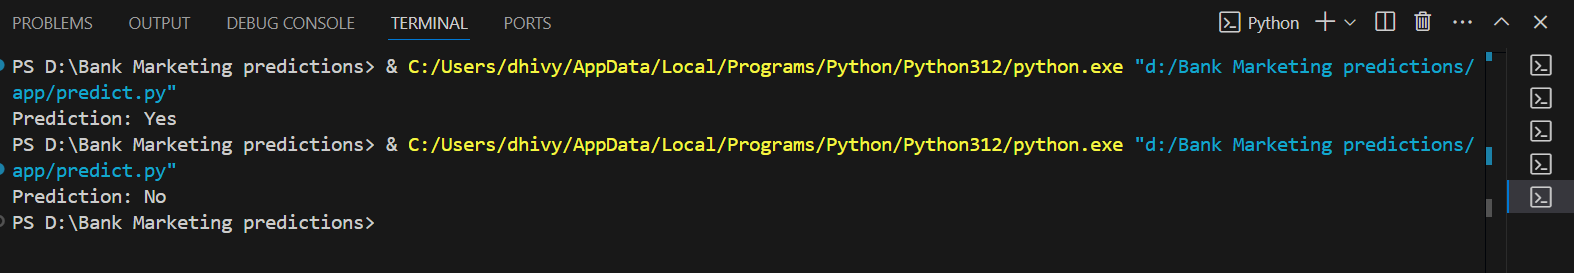 PROBLEMS OUTPUT DEBUG CONSOLE TERMINAL PORTS Python
PS D:\Bank Marketing predictions> & C:/Users/dhivy/AppData/Local/Programs/Python/Python312/python.exe "d:/Bank Marketing predictions/
app/predict.py"
Prediction: Yes
PS D:\Bank Marketing predictions> & C:/Users/dhivy/AppData/Local/Programs/Python/Python312/python.exe "d:/Bank Marketing predictions/
app/predict.py"
Prediction: No
PS D:\Bank Marketing predictions>